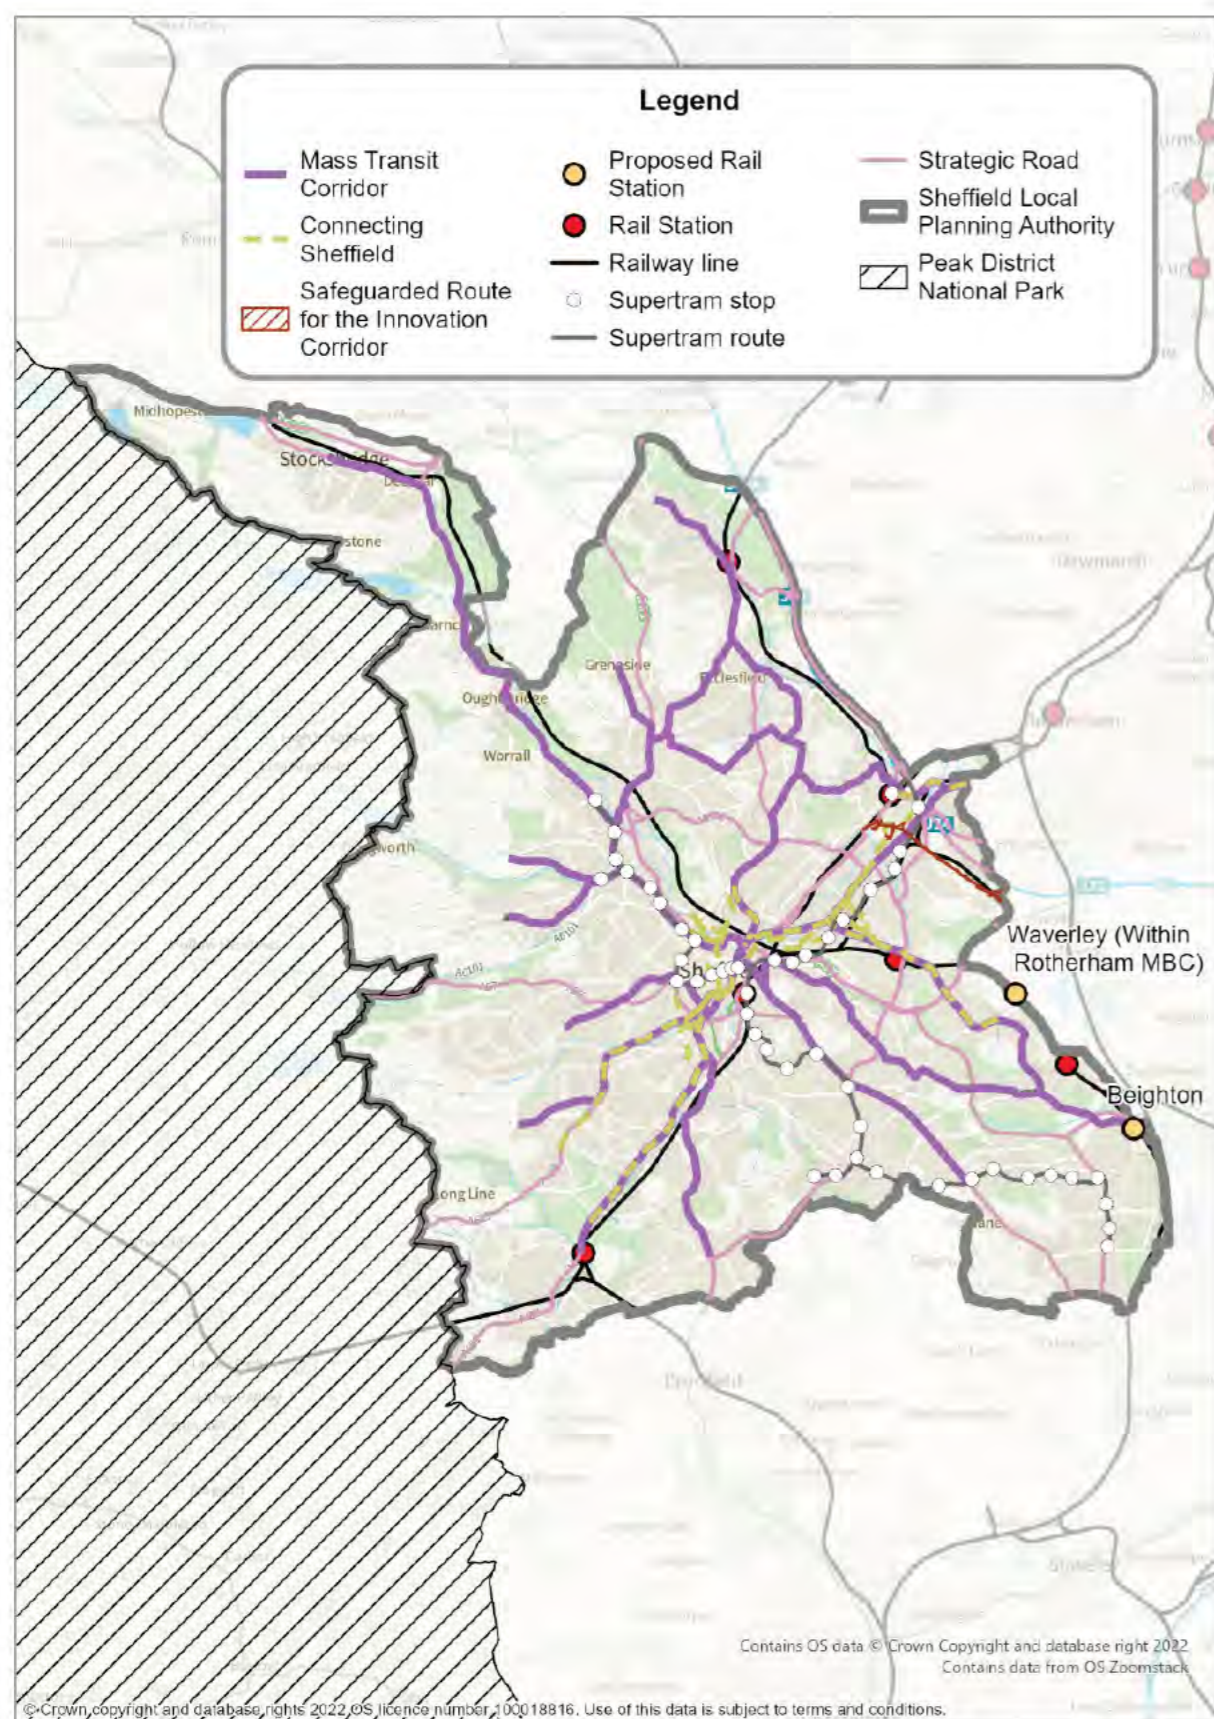 Legend
Mass Transit
Corridor
Connecting
Sheffield
Safeguarded Route
for the Innovation
Corridor
Proposed Rail
Station
Rail Station
Railway line
Supertram stop
Supertram route
Strategic Road
Sheffield Local
Planning Authority
Peak District
National Park
Stocksbridge
Grenoside
Ecclesfield
Oughtibridge
Worrall
Waverley (Within
Rotherham MBC)
Beighton
Long Line
A6101
Contains OS data © Crown Copyright and database right 2022
Contains data from OS Zoomstack
© Crown copyright and database rights 2022 OS licence number 100018816. Use of this data is subject to terms and conditions.